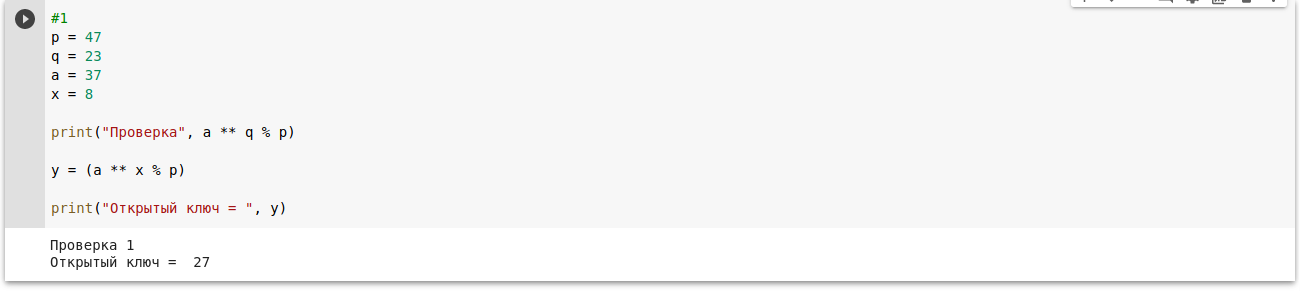 #1
p = 47
q = 23
a = 37
x = 8
print("Проверка", a ** q % p)
y = (a ** x % p)
print("Открытый ключ = ", y)
Проверка 1
Открытый ключ =  27